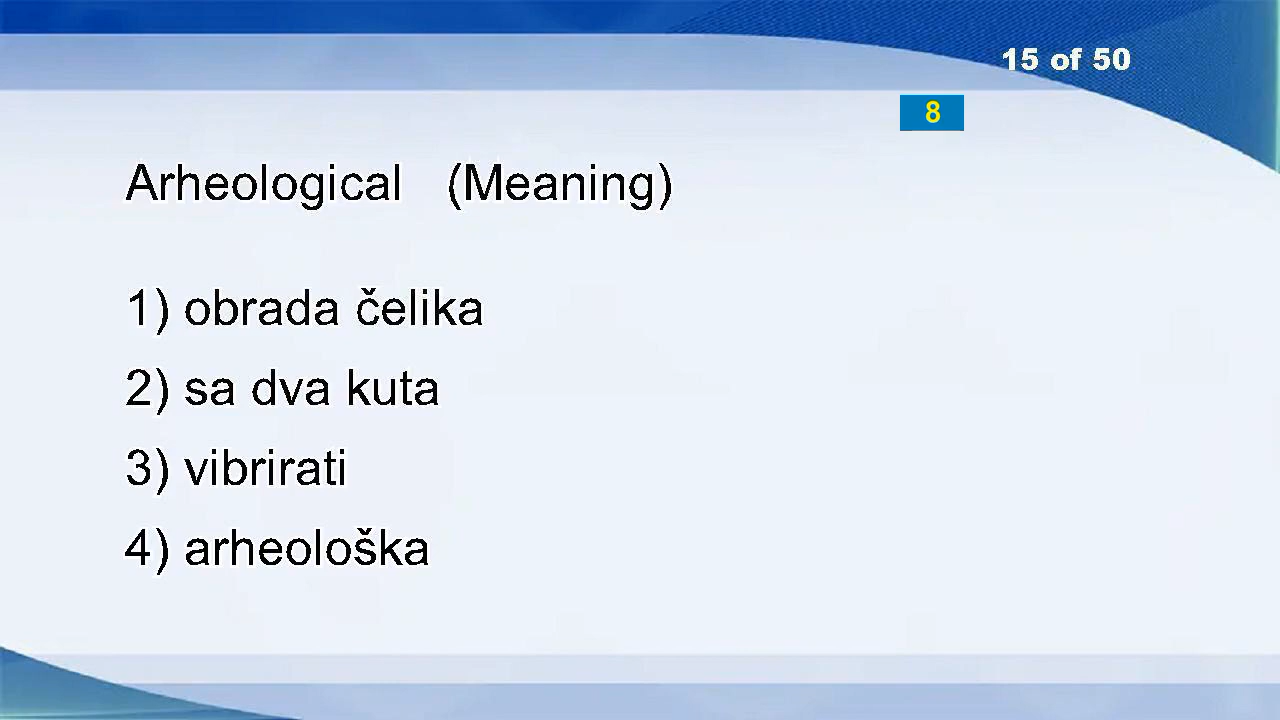 15 of 50
8
Arheological (Meaning)
1) obrada čelika
2) sa dva kuta
3) vibrirati
4) arheološka